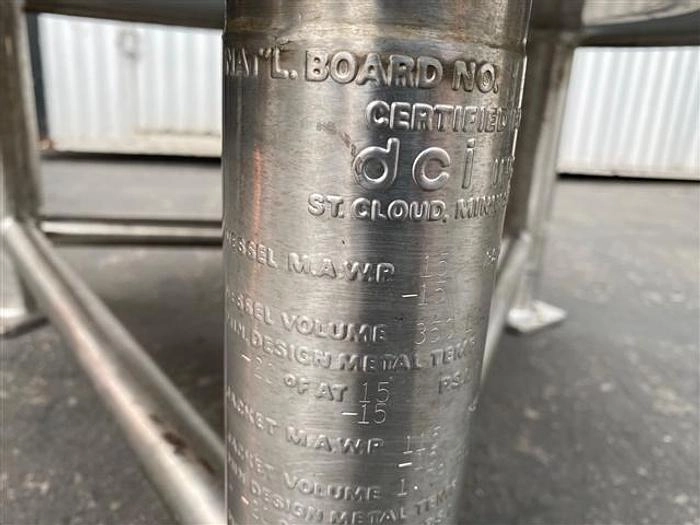 NAT'L. BOARD NO.
CERTIFIED
dci
ST. CLOUD, MINN
VESSEL M.A.W.P. 15
-15
VESSEL VOLUME
MIN. DESIGN METAL TEMP
OF AT 15 PSI
-15
JACKET M.A.W.P.
JACKET VOLUME
MIN. DESIGN METAL TEMP